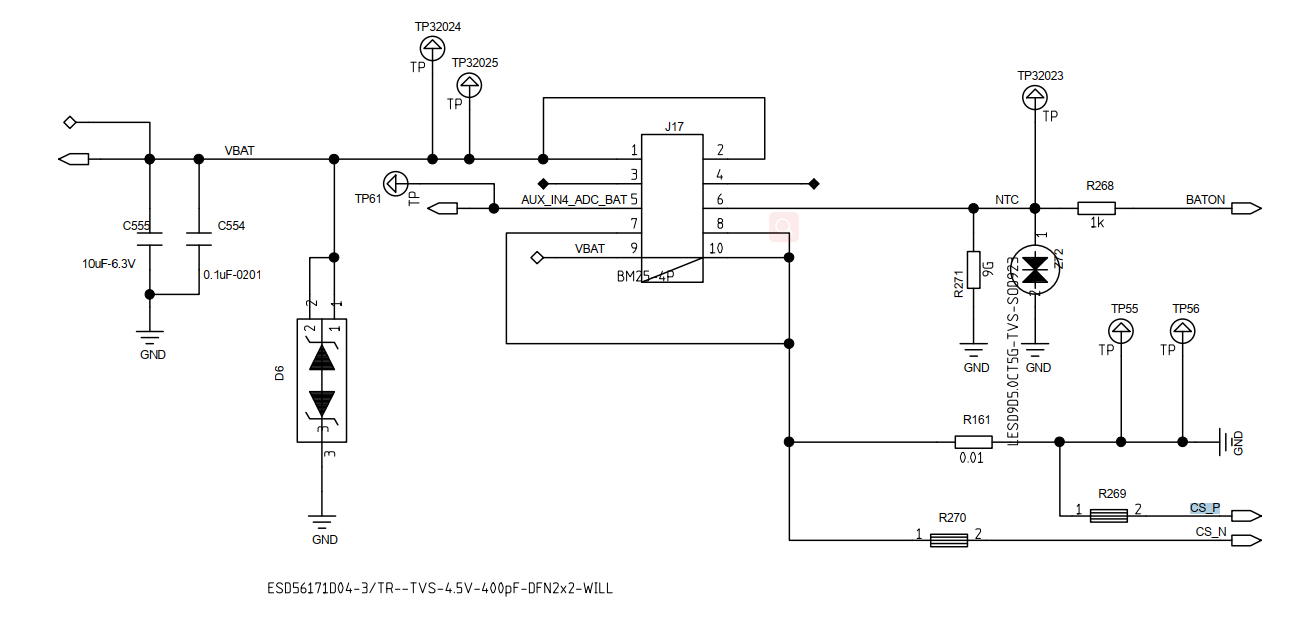 TP32024
TP
TP32025
TP
TP32023
TP
J17
VBAT
1
2
3
4
TP61
TP
AUX_IN4_ADC_BAT
5
6
NTC
R268
1k
BATON
7
8
VBAT
9
10
BM25-4P
C555
10uF-6.3V
C554
0.1uF-0201
GND
R271
9G
GND
1
Z72
2
LESD9D5.0CT5G-TVS-SOD923
GND
TP55
TP
TP56
TP
2
1
2
1
D6
3
3
GND
R161
0.01
GND
R269
1
2
CS_P
R270
1
2
CS_N
ESD56171D04-3/TR--TVS-4.5V-400pF-DFN2x2-WILL